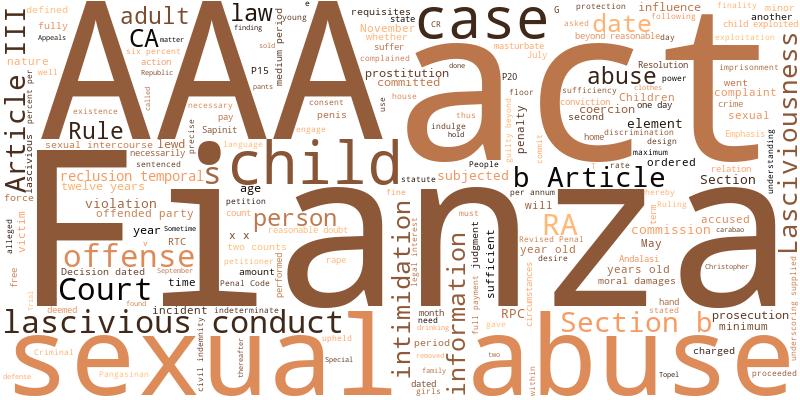 defined
fully
Appeals
Article III
nature
well
adult
law
CA
matter
finding
young
e
state
requisites
November
whether
suffer
complained
prostitution
committed
case
CR
G
protection
influence
asked
date
following
beyond reasonable
day
finality
minor
another
child exploited
exploitation
AAA
act
six percent
action
Republic
called
sold
P15
pants
medium period
masturbate
July
done
P20
floor
house
use
thus
indulge
hold
abuse
Resolution
power
imprisonment
went
complaint
crime
sexual
sufficiency
clothes
conviction
Children
coercion
one day
second
element
home
discrimination
design
maximum
Emphasis
relation
existence
necessary
pay
Sapinit
language
consent
penis
engage
precise
Rule
sexual intercourse
lewd
necessarily
sentenced
lascivious
percent per
penalty
guilty beyond
commit
understanding
Lasciviousness
People
statute
subjected
b Article
rate
ordered
Section
s
child
reclusion temporal
twelve years
force
violation
offended party
age
petition
count
person
reasonable doubt
fine
Fianza
per annum
will
RA
Revised Penal
year old
desire
hereby
Ruling
term
commission
May
accused
carabao
Andalasi
years old
moral damages
Christopher
alleged
victim
free
year
Sometime
v
RTC
x x
two counts
petitioner
offense
Decision dated
September
Penal Code
amount
rape
performed
Court
time
deemed
found
incident
indeterminate
Trial
intimidation
legal interest
information
must
judgment
sufficient
full payment
circumstances
RPC
hand
stated
lascivious conduct
month
need
drinking
period
removed
family
dated
girls
gave
two
within
Section b
prosecution
minimum
charged
Topel
proceeded
underscoring supplied
sexual
abuse
Criminal
defense
Pangasinan
civil indemnity
thereafter
upheld
Special